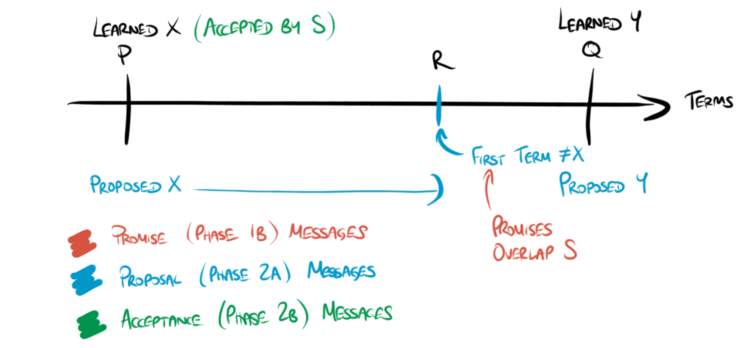 LEARNED X (ACCEPTED BY S)
P
LEARNED Y
Q
R
TERMS
FIRST TERM ≠X
PROPOSED X
PROPOSED Y
PROMISES
OVERLAP S
PROMISE (PHASE 1B) MESSAGES
PROPOSAL (PHASE 2A) MESSAGES
ACCEPTANCE (PHASE 2B) MESSAGES